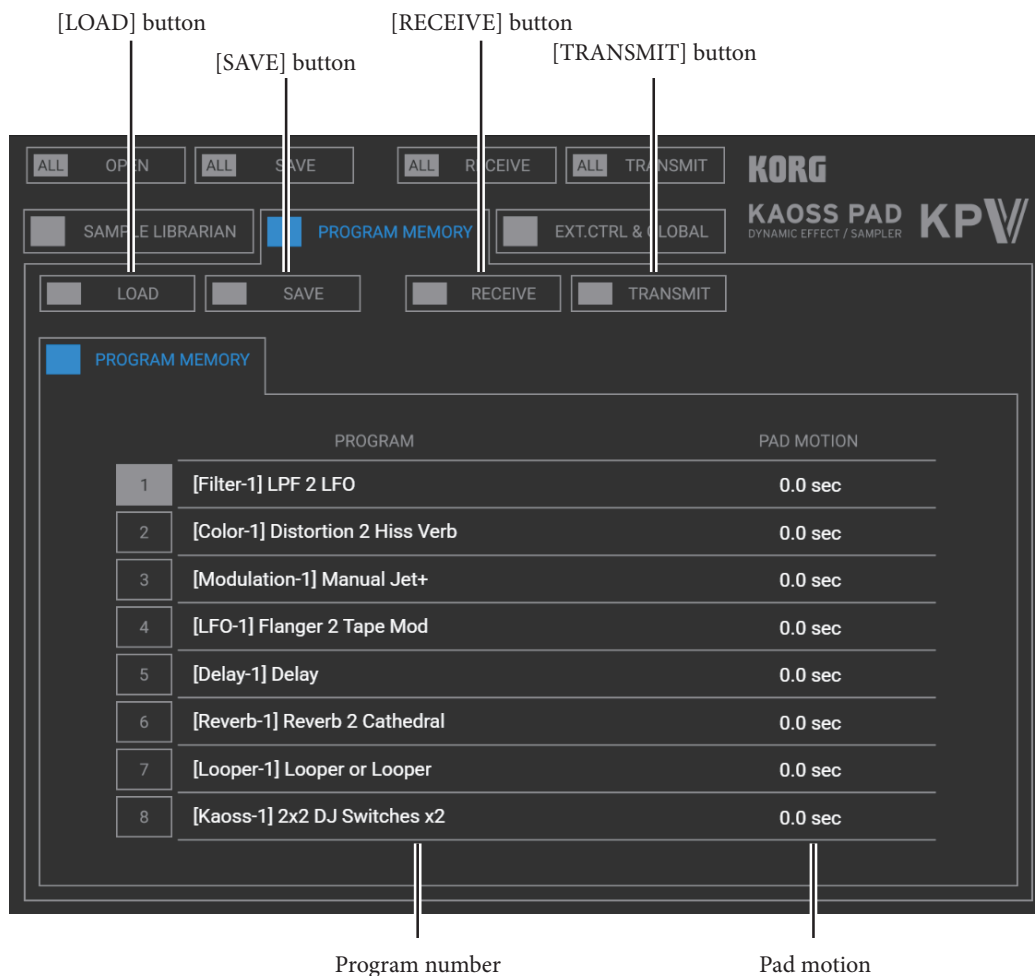 [LOAD] button
[RECEIVE] button
[SAVE] button
[TRANSMIT] button
ALL OPEN ALL SAVE ALL RECEIVE ALL TRANSMIT
KORG
KAOSS PAD KPV
DYNAMIC EFFECT / SAMPLER
SAMPLE LIBRARIAN PROGRAM MEMORY EXT.CTRL & GLOBAL
LOAD SAVE RECEIVE TRANSMIT
PROGRAM MEMORY
PROGRAM PAD MOTION
1 [Filter-1] LPF 2 LFO 0.0 sec
2 [Color-1] Distortion 2 Hiss Verb 0.0 sec
3 [Modulation-1] Manual Jet+ 0.0 sec
4 [LFO-1] Flanger 2 Tape Mod 0.0 sec
5 [Delay-1] Delay 0.0 sec
6 [Reverb-1] Reverb 2 Cathedral 0.0 sec
7 [Looper-1] Looper or Looper 0.0 sec
8 [Kaoss-1] 2x2 DJ Switches x2 0.0 sec
Program number Pad motion